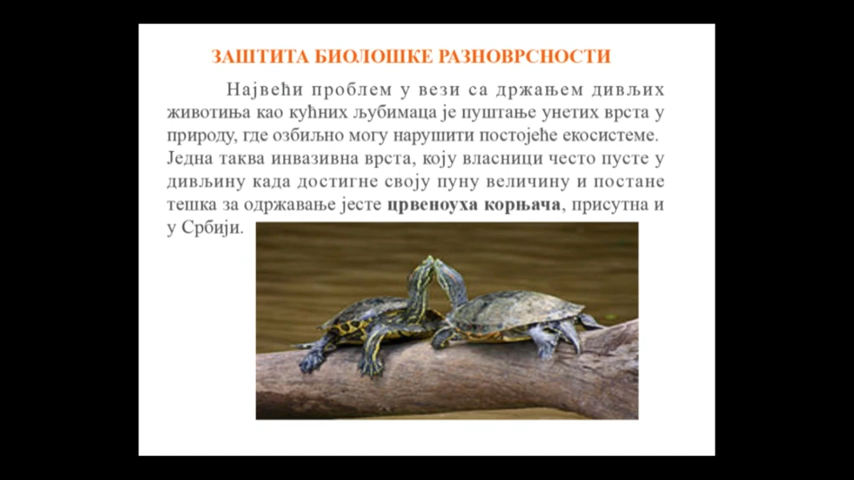 ЗАШТИТА БИОЛОШКЕ РАЗНОВРСНОСТИ
Највећи проблем у вези са држањем дивљих
животиња као кућних љубимаца је пуштање унетих врста у
природу, где озбиљно могу нарушити постојеће екосистеме.
Једна таква инвазивна врста, коју власници често пусте у
дивљину када достигне своју пуну величину и постане
тешка за одржавање јесте црвеноуха корњача, присутна и
у Србији.